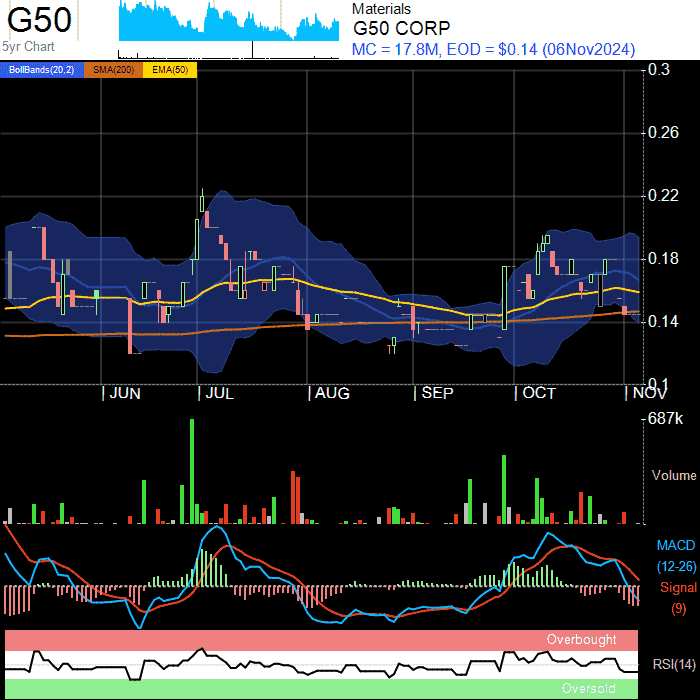 G50
5yr Chart
Materials
G50 CORP
MC = 17.8M, EOD = $0.14 (06Nov2024)
BollBands(20,2) SMA(200) EMA(50)
0.3
0.26
0.22
0.18
0.14
0.1
JUN JUL AUG SEP OCT NOV
687k
Volume
MACD
(12-26)
Signal
(9)
Overbought
RSI(14)
Oversold